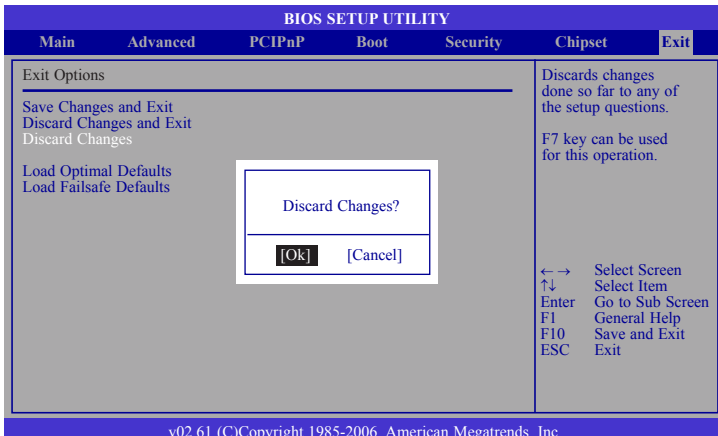 BIOS SETUP UTILITY
Main Advanced PCIPnP Boot Security Chipset Exit
Exit Options
Save Changes and Exit
Discard Changes and Exit
Discard Changes
Load Optimal Defaults
Load Failsafe Defaults
Discard Changes?
[Ok] [Cancel]
Discards changes
done so far to any of
the setup questions.
F7 key can be used
for this operation.
←→ Select Screen
↑↓ Select Item
Enter Go to Sub Screen
F1 General Help
F10 Save and Exit
ESC Exit
v02.61 (C)Copyright 1985-2006, American Megatrends, Inc